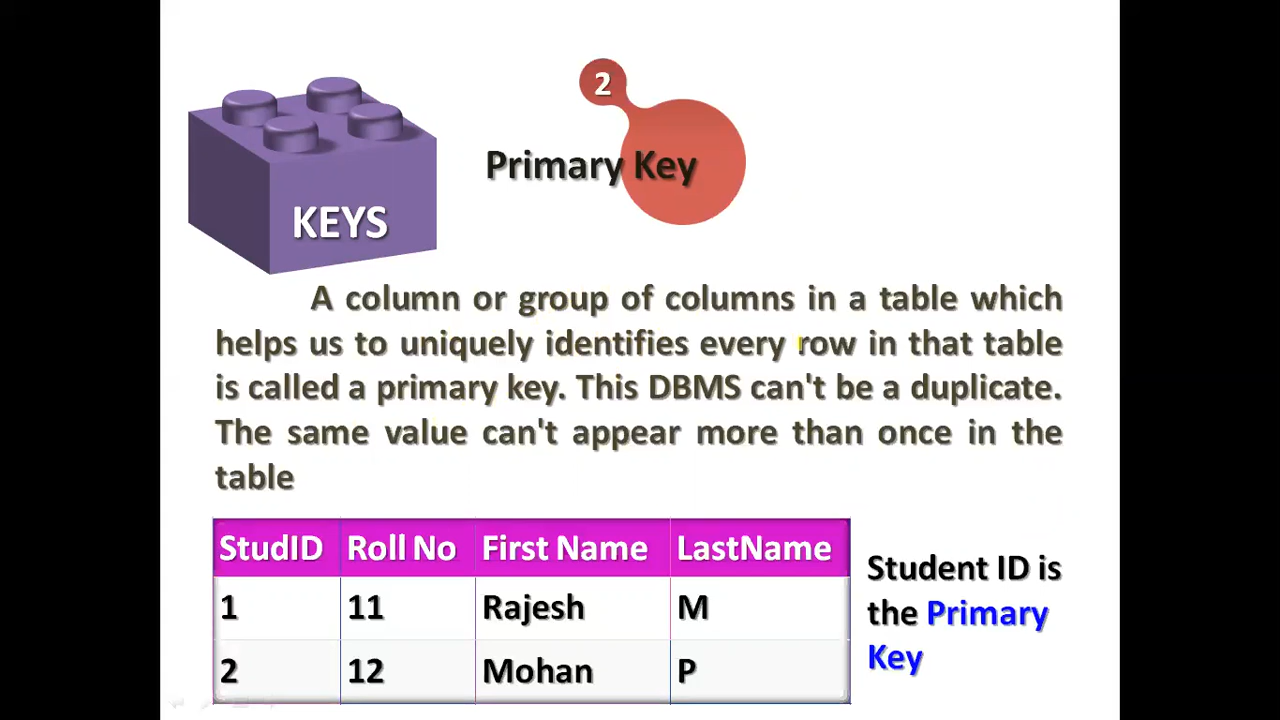 2
Primary Key
KEYS
A column or group of columns in a table which
helps us to uniquely identifies every row in that table
is called a primary key. This DBMS can't be a duplicate.
The same value can't appear more than once in the
table
StudID Roll No First Name LastName
1 11 Rajesh M
2 12 Mohan P
Student ID is
the Primary
Key